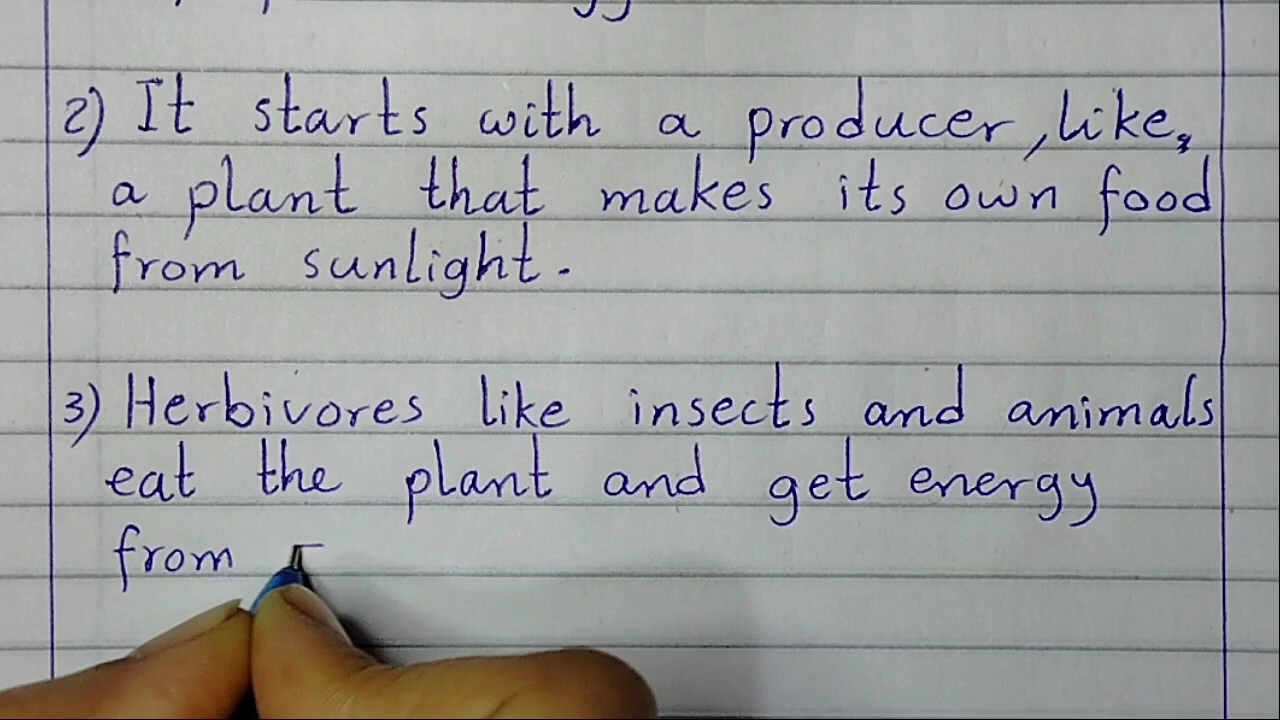 2) It starts with a producer, like,
a plant that makes its own food
from sunlight.
3) Herbivores like insects and animals
eat the plant and get energy
from